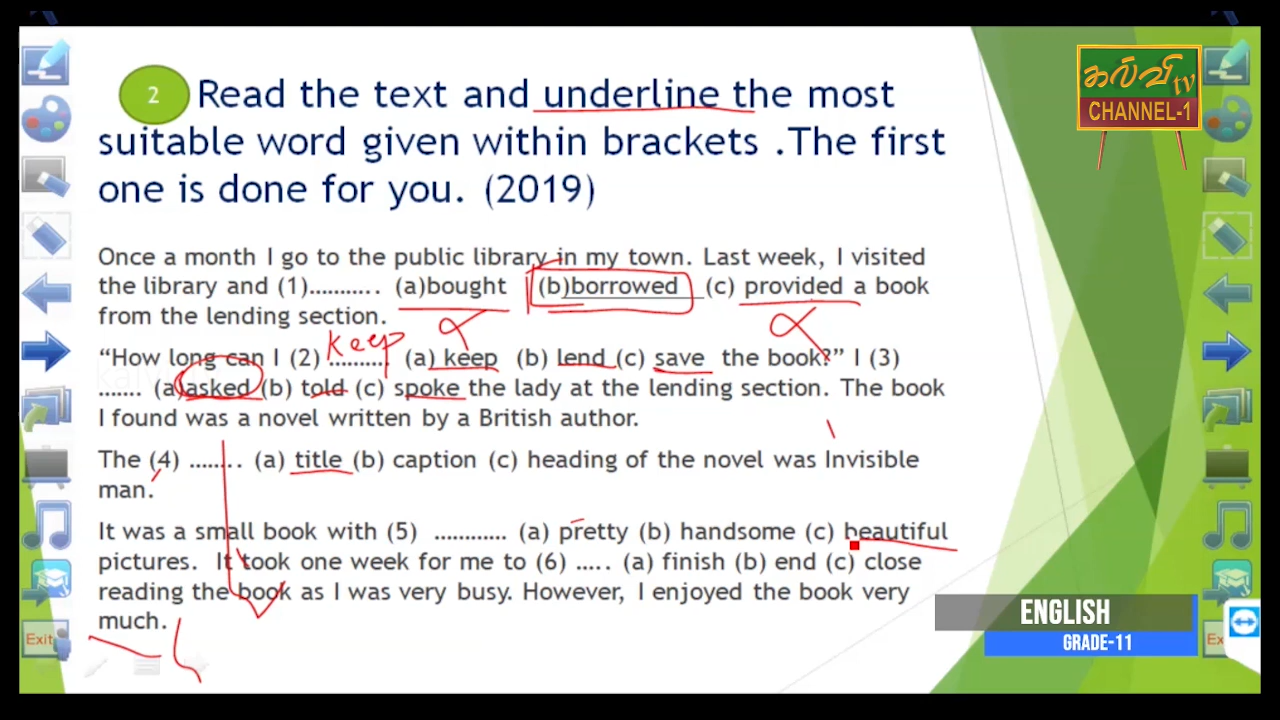 2 Read the text and underline the most
suitable word given within brackets .The first
one is done for you. (2019)
கல்வி tv
CHANNEL-1
Once a month I go to the public library in my town. Last week, I visited
the library and (1)........... (a)bought (b)borrowed (c) provided a book
from the lending section.
keep
“How long can I (2) .......... (a) keep (b) lend (c) save the book?” I (3)
....... (a asked (b) told (c) spoke the lady at the lending section. The book
I found was a novel written by a British author.
The (4) ........ (a) title (b) caption (c) heading of the novel was Invisible
man.
It was a small book with (5) ............ (a) pretty (b) handsome (c) beautiful
pictures. It took one week for me to (6) ..... (a) finish (b) end (c) close
reading the book as I was very busy. However, I enjoyed the book very
much.
Exit
ENGLISH
GRADE-11
Ex